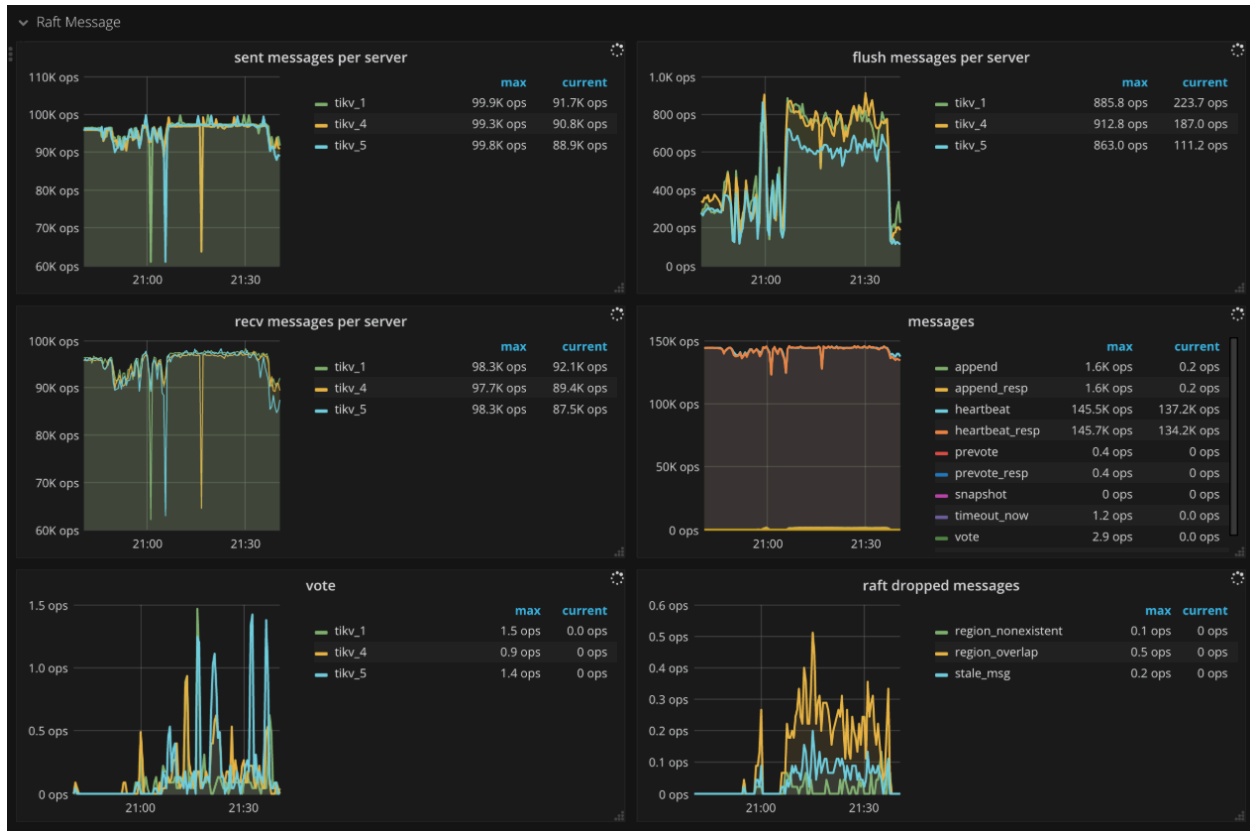 Raft Message
sent messages per server
max current
110K ops
100K ops
90K ops
80K ops
70K ops
60K ops
21:00 21:30
tikv_1 99.9K ops 91.7K ops
tikv_4 99.3K ops 90.8K ops
tikv_5 99.8K ops 88.9K ops
flush messages per server
max current
1.0K ops
800 ops
600 ops
400 ops
200 ops
0 ops
21:00 21:30
tikv_1 885.8 ops 223.7 ops
tikv_4 912.8 ops 187.0 ops
tikv_5 863.0 ops 111.2 ops
recv messages per server
max current
100K ops
90K ops
80K ops
70K ops
60K ops
21:00 21:30
tikv_1 98.3K ops 92.1K ops
tikv_4 97.7K ops 89.4K ops
tikv_5 98.3K ops 87.5K ops
messages
max current
150K ops
100K ops
50K ops
0 ops
21:00 21:30
append 1.6K ops 0.2 ops
append_resp 1.6K ops 0.2 ops
heartbeat 145.5K ops 137.2K ops
heartbeat_resp 145.7K ops 134.2K ops
prevote 0.4 ops 0 ops
prevote_resp 0.4 ops 0 ops
snapshot 0 ops 0 ops
timeout_now 1.2 ops 0.0 ops
vote 2.9 ops 0.0 ops
vote
max current
1.5 ops
1.0 ops
0.5 ops
0 ops
21:00 21:30
tikv_1 1.5 ops 0.0 ops
tikv_4 0.9 ops 0 ops
tikv_5 1.4 ops 0 ops
raft dropped messages
max current
0.6 ops
0.5 ops
0.4 ops
0.3 ops
0.2 ops
0.1 ops
0 ops
21:00 21:30
region_nonexistent 0.1 ops 0 ops
region_overlap 0.5 ops 0 ops
stale_msg 0.2 ops 0 ops